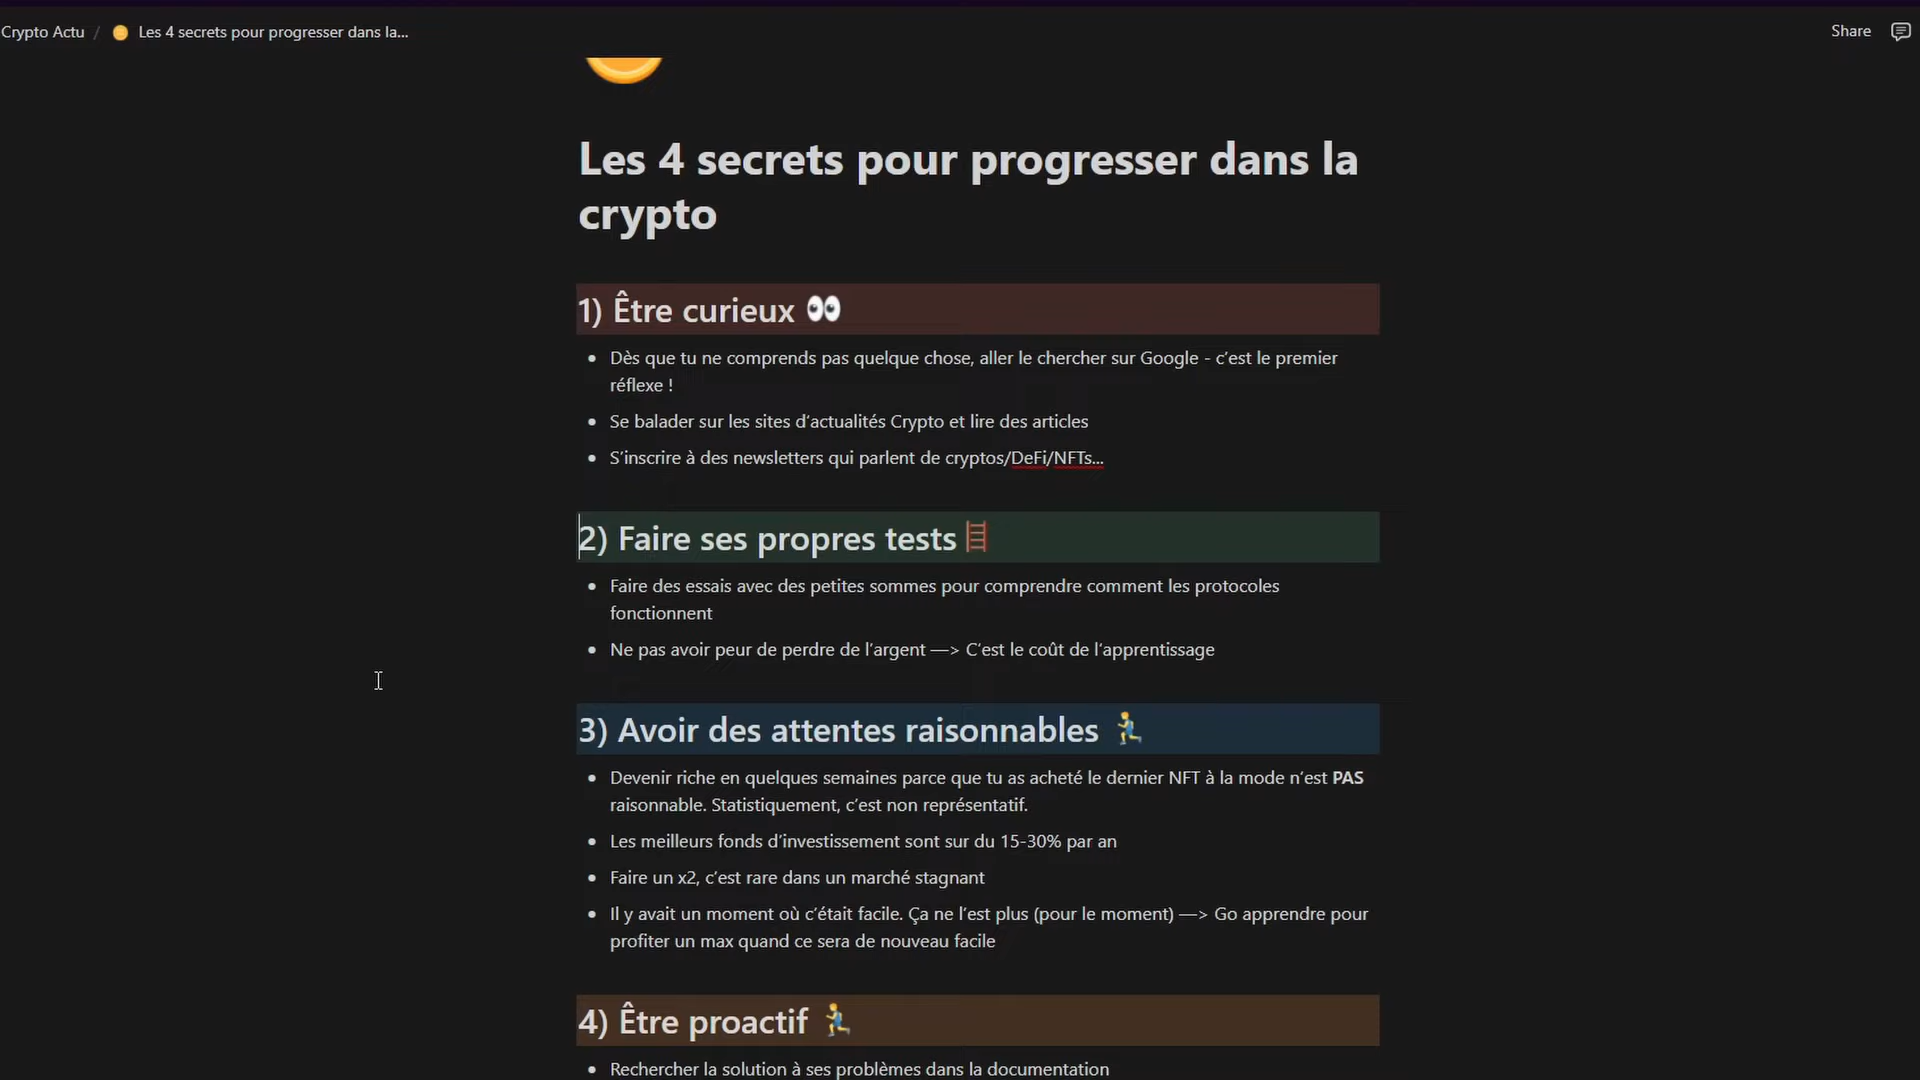 Crypto Actu / Les 4 secrets pour progresser dans la...
Share
Les 4 secrets pour progresser dans la
crypto
1) Être curieux 👀
• Dès que tu ne comprends pas quelque chose, aller le chercher sur Google - c'est le premier
réflexe !
• Se balader sur les sites d'actualités Crypto et lire des articles
• S'inscrire à des newsletters qui parlent de cryptos/DeFi/NFTs...
2) Faire ses propres tests🪜
• Faire des essais avec des petites sommes pour comprendre comment les protocoles
fonctionnent
• Ne pas avoir peur de perdre de l'argent —> C'est le coût de l'apprentissage
3) Avoir des attentes raisonnables 🏃‍♂️
• Devenir riche en quelques semaines parce que tu as acheté le dernier NFT à la mode n'est PAS
raisonnable. Statistiquement, c'est non représentatif.
• Les meilleurs fonds d'investissement sont sur du 15-30% par an
• Faire un x2, c'est rare dans un marché stagnant
• Il y avait un moment où c'était facile. Ça ne l'est plus (pour le moment) —> Go apprendre pour
profiter un max quand ce sera de nouveau facile
4) Être proactif 🏃‍♂️
• Rechercher la solution à ses problèmes dans la documentation